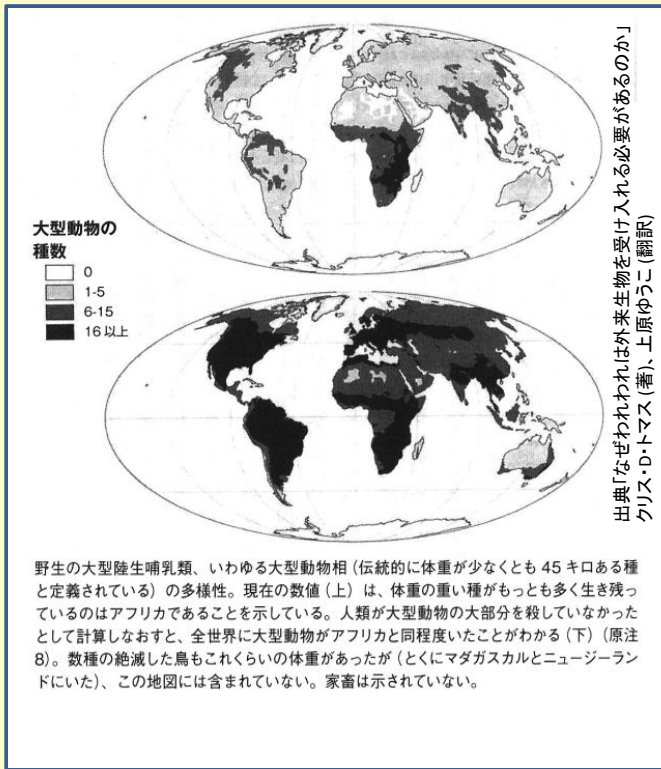 大型動物の
種数
0
1-5
6-15
16 以上
出典「なぜわれわれは外来生物を受け入れる必要があるのか」
クリス・D・トマス (著)、上原ゆうこ (翻訳)
野生の大型陸生哺乳類、いわゆる大型動物相（伝統的に体重が少なくとも 45 キロある種
と定義されている）の多様性。現在の数値（上）は、体重の重い種がもっとも多く生き残っ
ているのはアフリカであることを示している。人類が大型動物の大部分を殺していなかった
として計算しなおすと、全世界に大型動物がアフリカと同程度いたことがわかる（下）（原注
8）。数種の絶滅した鳥もこれくらいの体重があったが（とくにマダガスカルとニュージーラン
ドにいた）、この地図には含まれていない。家畜は示されていない。